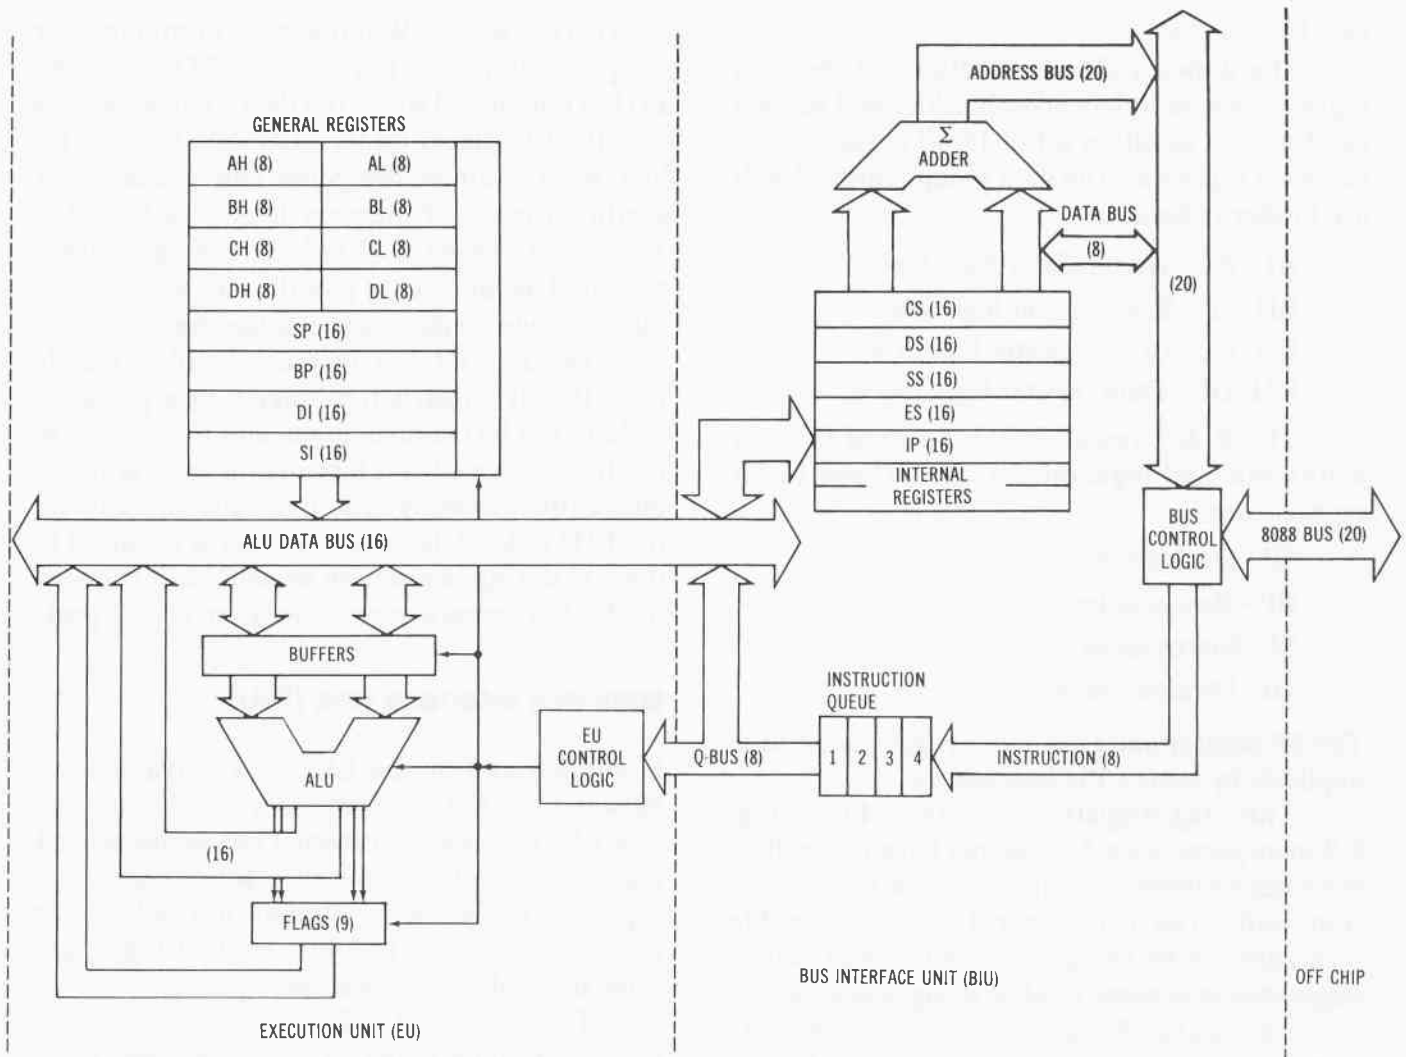 GENERAL REGISTERS
AH (8)
AL (8)
BH (8)
BL (8)
CH (8)
CL (8)
DH (8)
DL (8)
SP (16)
BP (16)
DI (16)
SI (16)
ALU DATA BUS (16)
BUFFERS
ALU
(16)
FLAGS (9)
EU
CONTROL
LOGIC
EXECUTION UNIT (EU)
ADDRESS BUS (20)
Σ
ADDER
DATA BUS
(8)
(20)
CS (16)
DS (16)
SS (16)
ES (16)
IP (16)
INTERNAL
REGISTERS
BUS
CONTROL
LOGIC
8088 BUS (20)
INSTRUCTION
QUEUE
Q-BUS (8)
1 2 3 4
INSTRUCTION (8)
BUS INTERFACE UNIT (BIU)
OFF CHIP